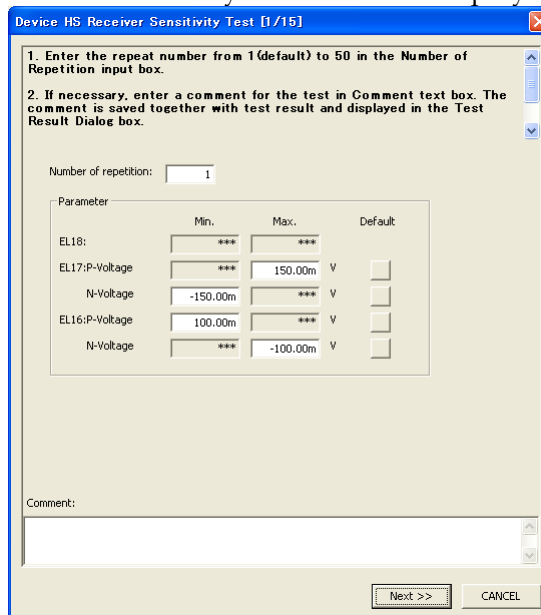 Device HS Receiver Sensitivity Test [1/15]
1. Enter the repeat number from 1(default) to 50 in the Number of
Repetition input box.
2. If necessary, enter a comment for the test in Comment text box. The
comment is saved together with test result and displayed in the Test
Result Dialog box.
Number of repetition: 1
Parameter
Min. Max. Default
EL18: *** ***
EL17:P-Voltage *** 150.00m V
N-Voltage -150.00m *** V
EL16:P-Voltage 100.00m *** V
N-Voltage *** -100.00m V
Comment:
Next >> CANCEL